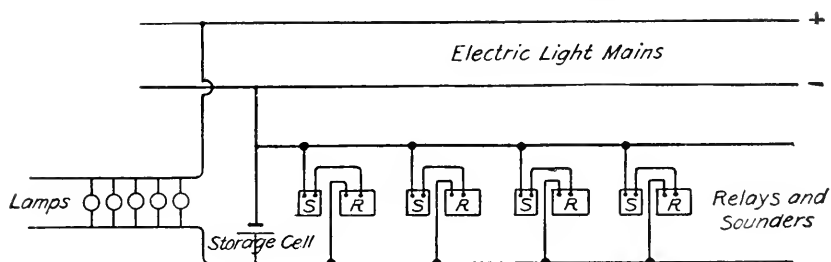 +
Electric Light Mains
−
Lamps
S R S R S R S R
Relays and
Sounders
Storage Cell